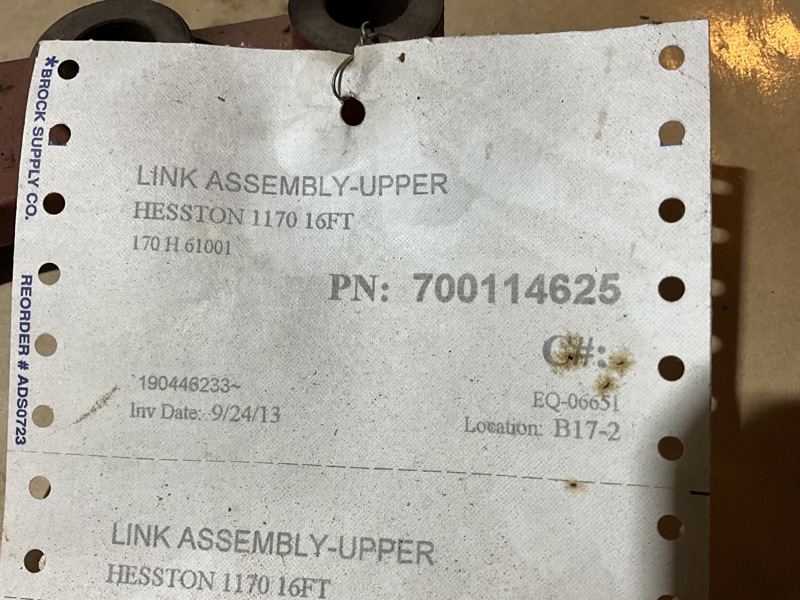 *BROCK SUPPLY CO.
REORDER # ADS0723
LINK ASSEMBLY-UPPER
HESSTON 1170 16FT
170 H 61001
PN: 700114625
C#:
`190446233~
Inv Date: 9/24/13
EQ-06651
Location: B17-2
LINK ASSEMBLY-UPPER
HESSTON 1170 16FT